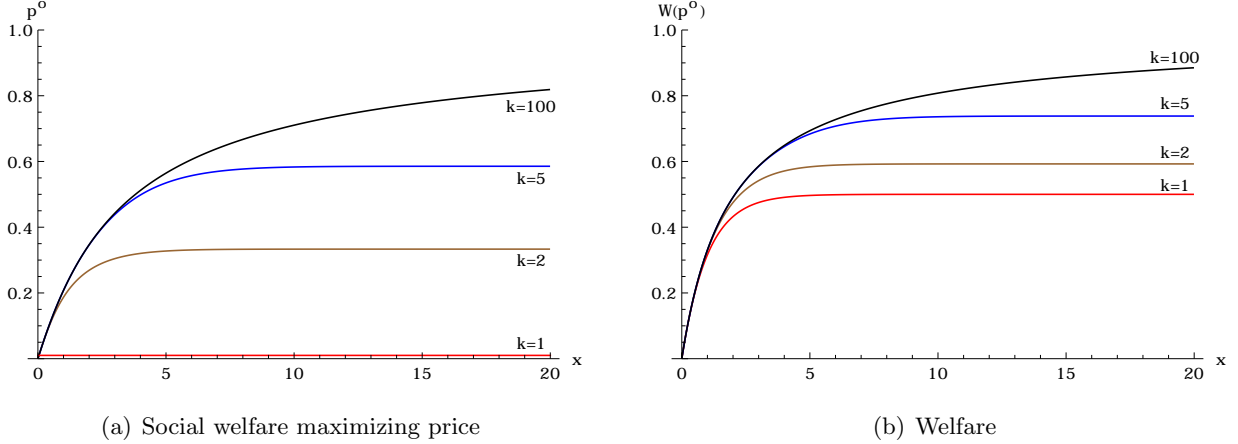 p°
1.0
0.8
0.6
0.4
0.2
k=100
k=5
k=2
k=1
0
5
10
15
20
x
(a) Social welfare maximizing price
W(p°)
1.0
0.8
0.6
0.4
0.2
k=100
k=5
k=2
k=1
0
5
10
15
20
x
(b) Welfare